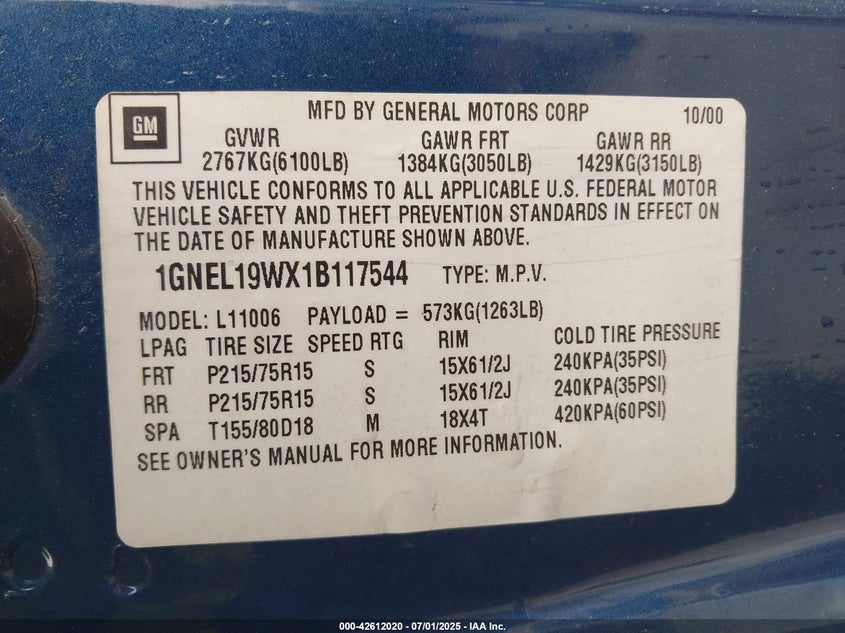 GM
MFD BY GENERAL MOTORS CORP 10/00
GVWR GAWR FRT GAWR RR
2767KG(6100LB) 1384KG(3050LB) 1429KG(3150LB)
THIS VEHICLE CONFORMS TO ALL APPLICABLE U.S. FEDERAL MOTOR
VEHICLE SAFETY AND THEFT PREVENTION STANDARDS IN EFFECT ON
THE DATE OF MANUFACTURE SHOWN ABOVE.
1GNEL19WX1B117544 TYPE: M.P.V.
MODEL: L11006 PAYLOAD = 573KG(1263LB)
LPAG TIRE SIZE SPEED RTG RIM COLD TIRE PRESSURE
FRT P215/75R15 S 15X61/2J 240KPA(35PSI)
RR P215/75R15 S 15X61/2J 240KPA(35PSI)
SPA T155/80D18 M 18X4T 420KPA(60PSI)
SEE OWNER'S MANUAL FOR MORE INFORMATION.
000-42612020 - 07/01/2025 - IAA Inc.